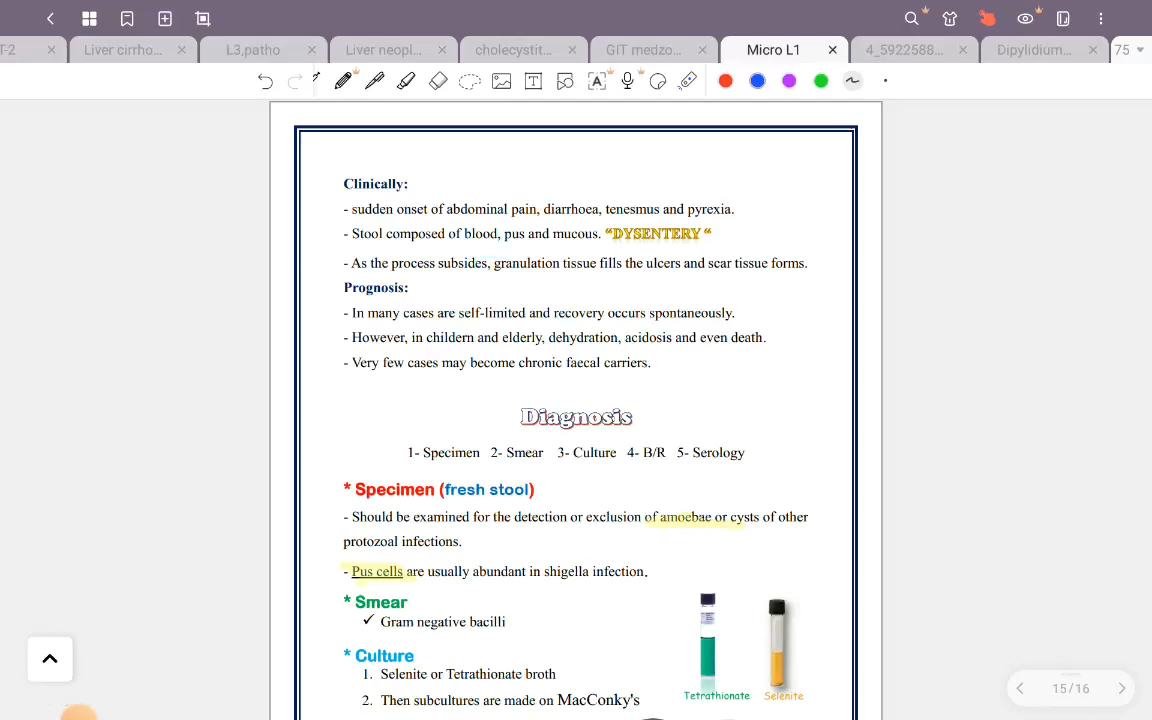 T-2
Liver cirrho...
L3,patho
Liver neopl...
cholecystit...
GIT medzo...
Micro L1
4_5922588...
Dipylidium...
75
T
A
Clinically:
- sudden onset of abdominal pain, diarrhoea, tenesmus and pyrexia.
- Stool composed of blood, pus and mucous. “DYSENTERY “
- As the process subsides, granulation tissue fills the ulcers and scar tissue forms.
Prognosis:
- In many cases are self-limited and recovery occurs spontaneously.
- However, in childern and elderly, dehydration, acidosis and even death.
- Very few cases may become chronic faecal carriers.
Diagnosis
1- Specimen 2- Smear 3- Culture 4- B/R 5- Serology
* Specimen (fresh stool)
- Should be examined for the detection or exclusion of amoebae or cysts of other
protozoal infections.
- Pus cells are usually abundant in shigella infection.
* Smear
✓ Gram negative bacilli
* Culture
1. Selenite or Tetrathionate broth
2. Then subcultures are made on MacConky's
Tetrathionate Selenite
15/16